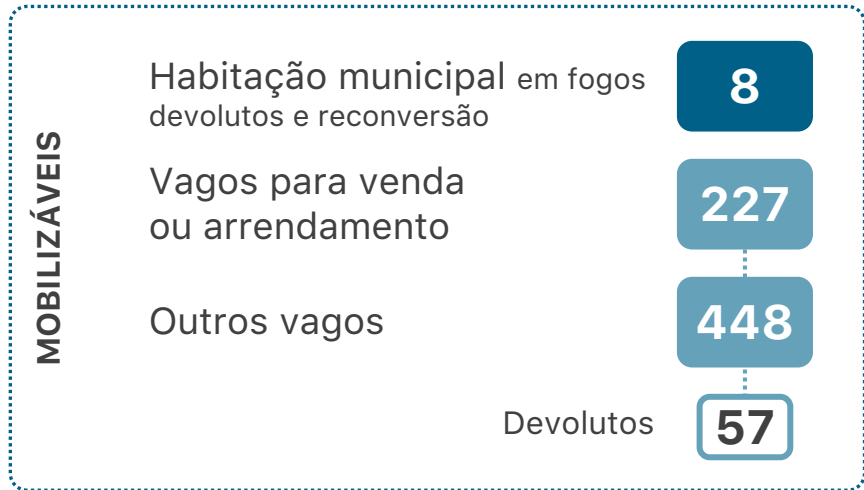 MOBILIZÁVEIS
Habitação municipal em fogos
devolutos e reconversão
8
Vagos para venda
ou arrendamento
227
Outros vagos
448
Devolutos
57